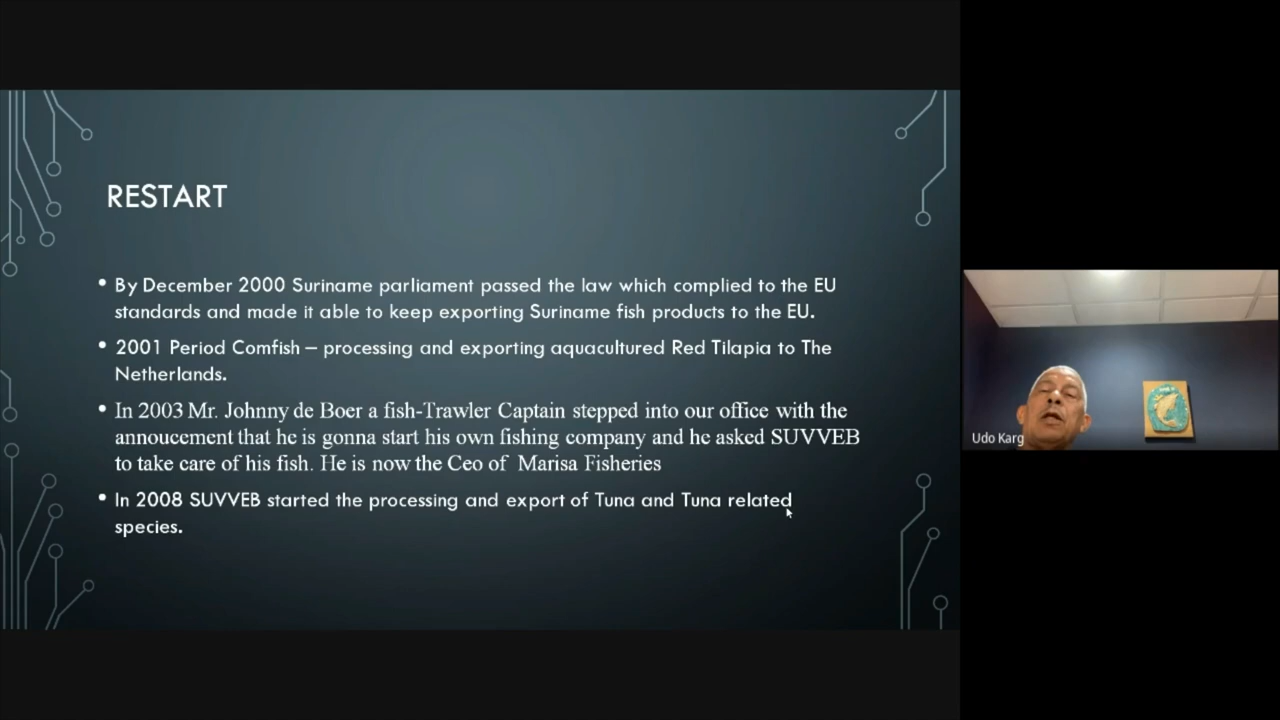 RESTART
• By December 2000 Suriname parliament passed the law which complied to the EU
standards and made it able to keep exporting Suriname fish products to the EU.
• 2001 Period Comfish – processing and exporting aquacultured Red Tilapia to The
Netherlands.
• In 2003 Mr. Johnny de Boer a fish-Trawler Captain stepped into our office with the
annoucement that he is gonna start his own fishing company and he asked SUVVEB
to take care of his fish. He is now the Ceo of Marisa Fisheries
• In 2008 SUVVEB started the processing and export of Tuna and Tuna related
species.
Udo Karg